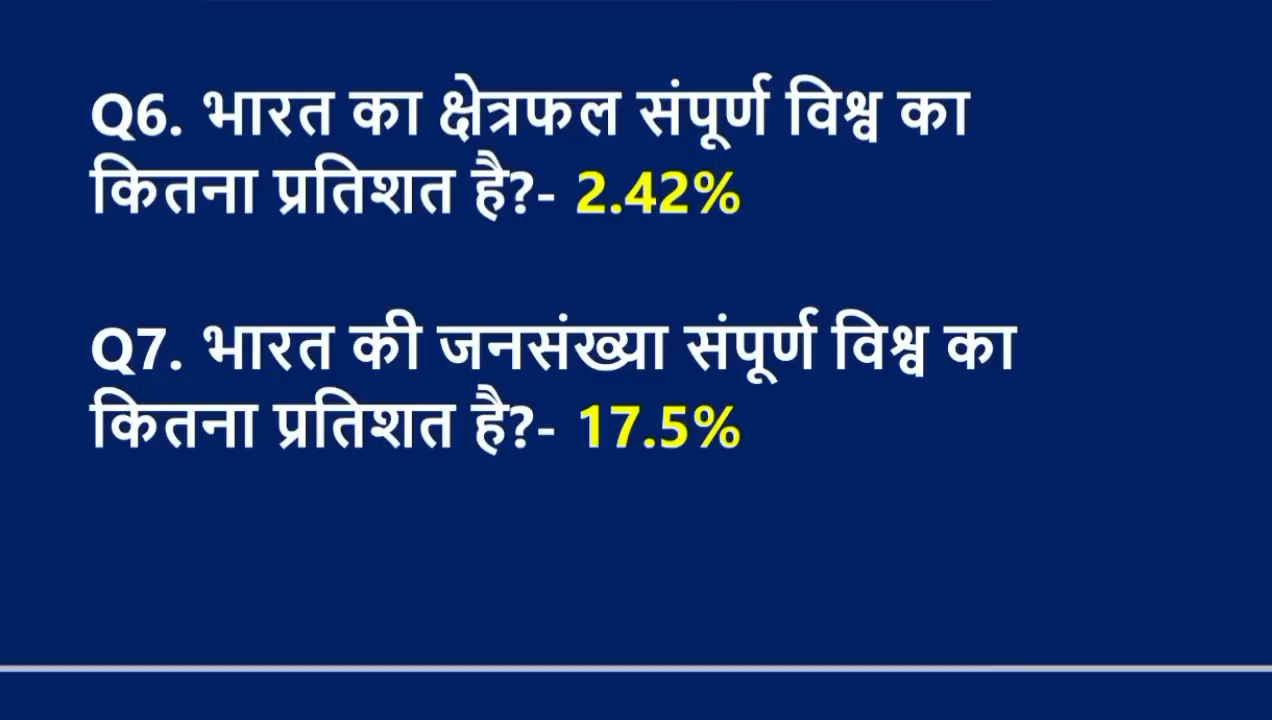 Q6. भारत का क्षेत्रफल संपूर्ण विश्व का
कितना प्रतिशत है?- 2.42%
Q7. भारत की जनसंख्या संपूर्ण विश्व का
कितना प्रतिशत है?- 17.5%